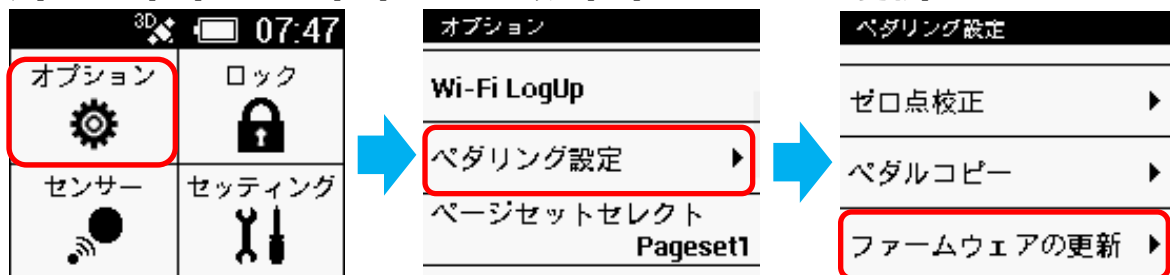 3D 07:47
オプション
ロック
センサー
セッティング
オプション
Wi-Fi LogUp
ペダリング設定
ページセットセレクト
Pageset1
ペダリング設定
ゼロ点校正
ペダルコピー
ファームウェアの更新